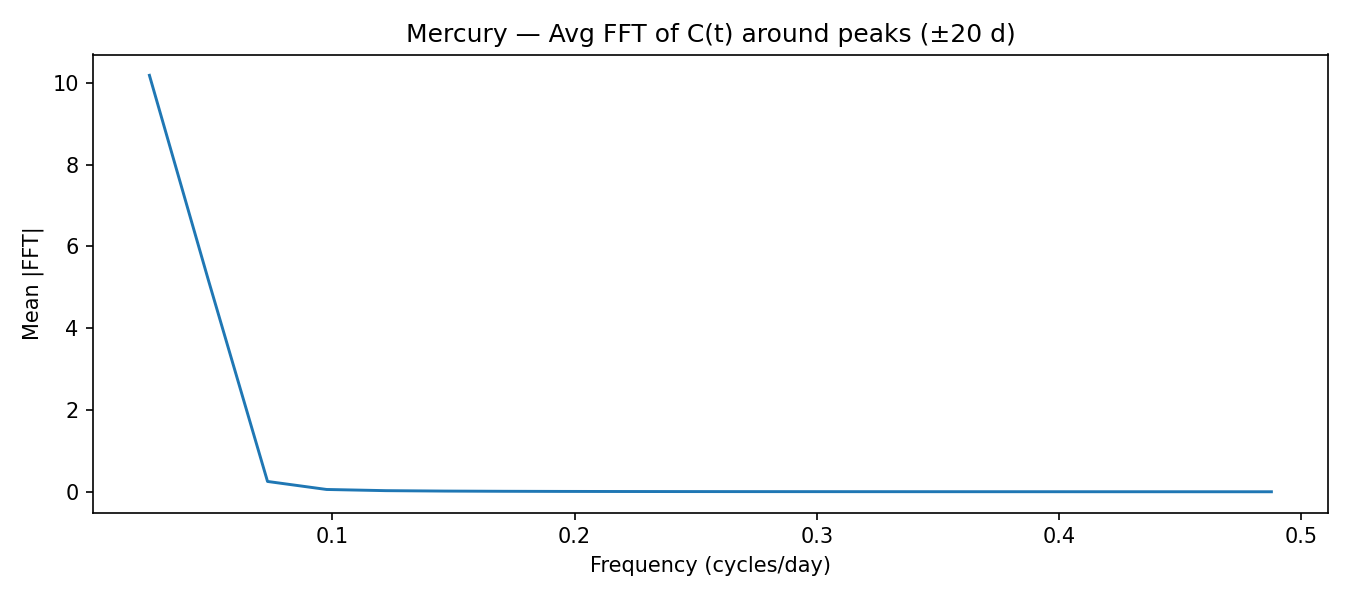 Mercury — Avg FFT of C(t) around peaks (±20 d)
Mean |FFT|
10
8
6
4
2
0
0.1 0.2 0.3 0.4 0.5
Frequency (cycles/day)